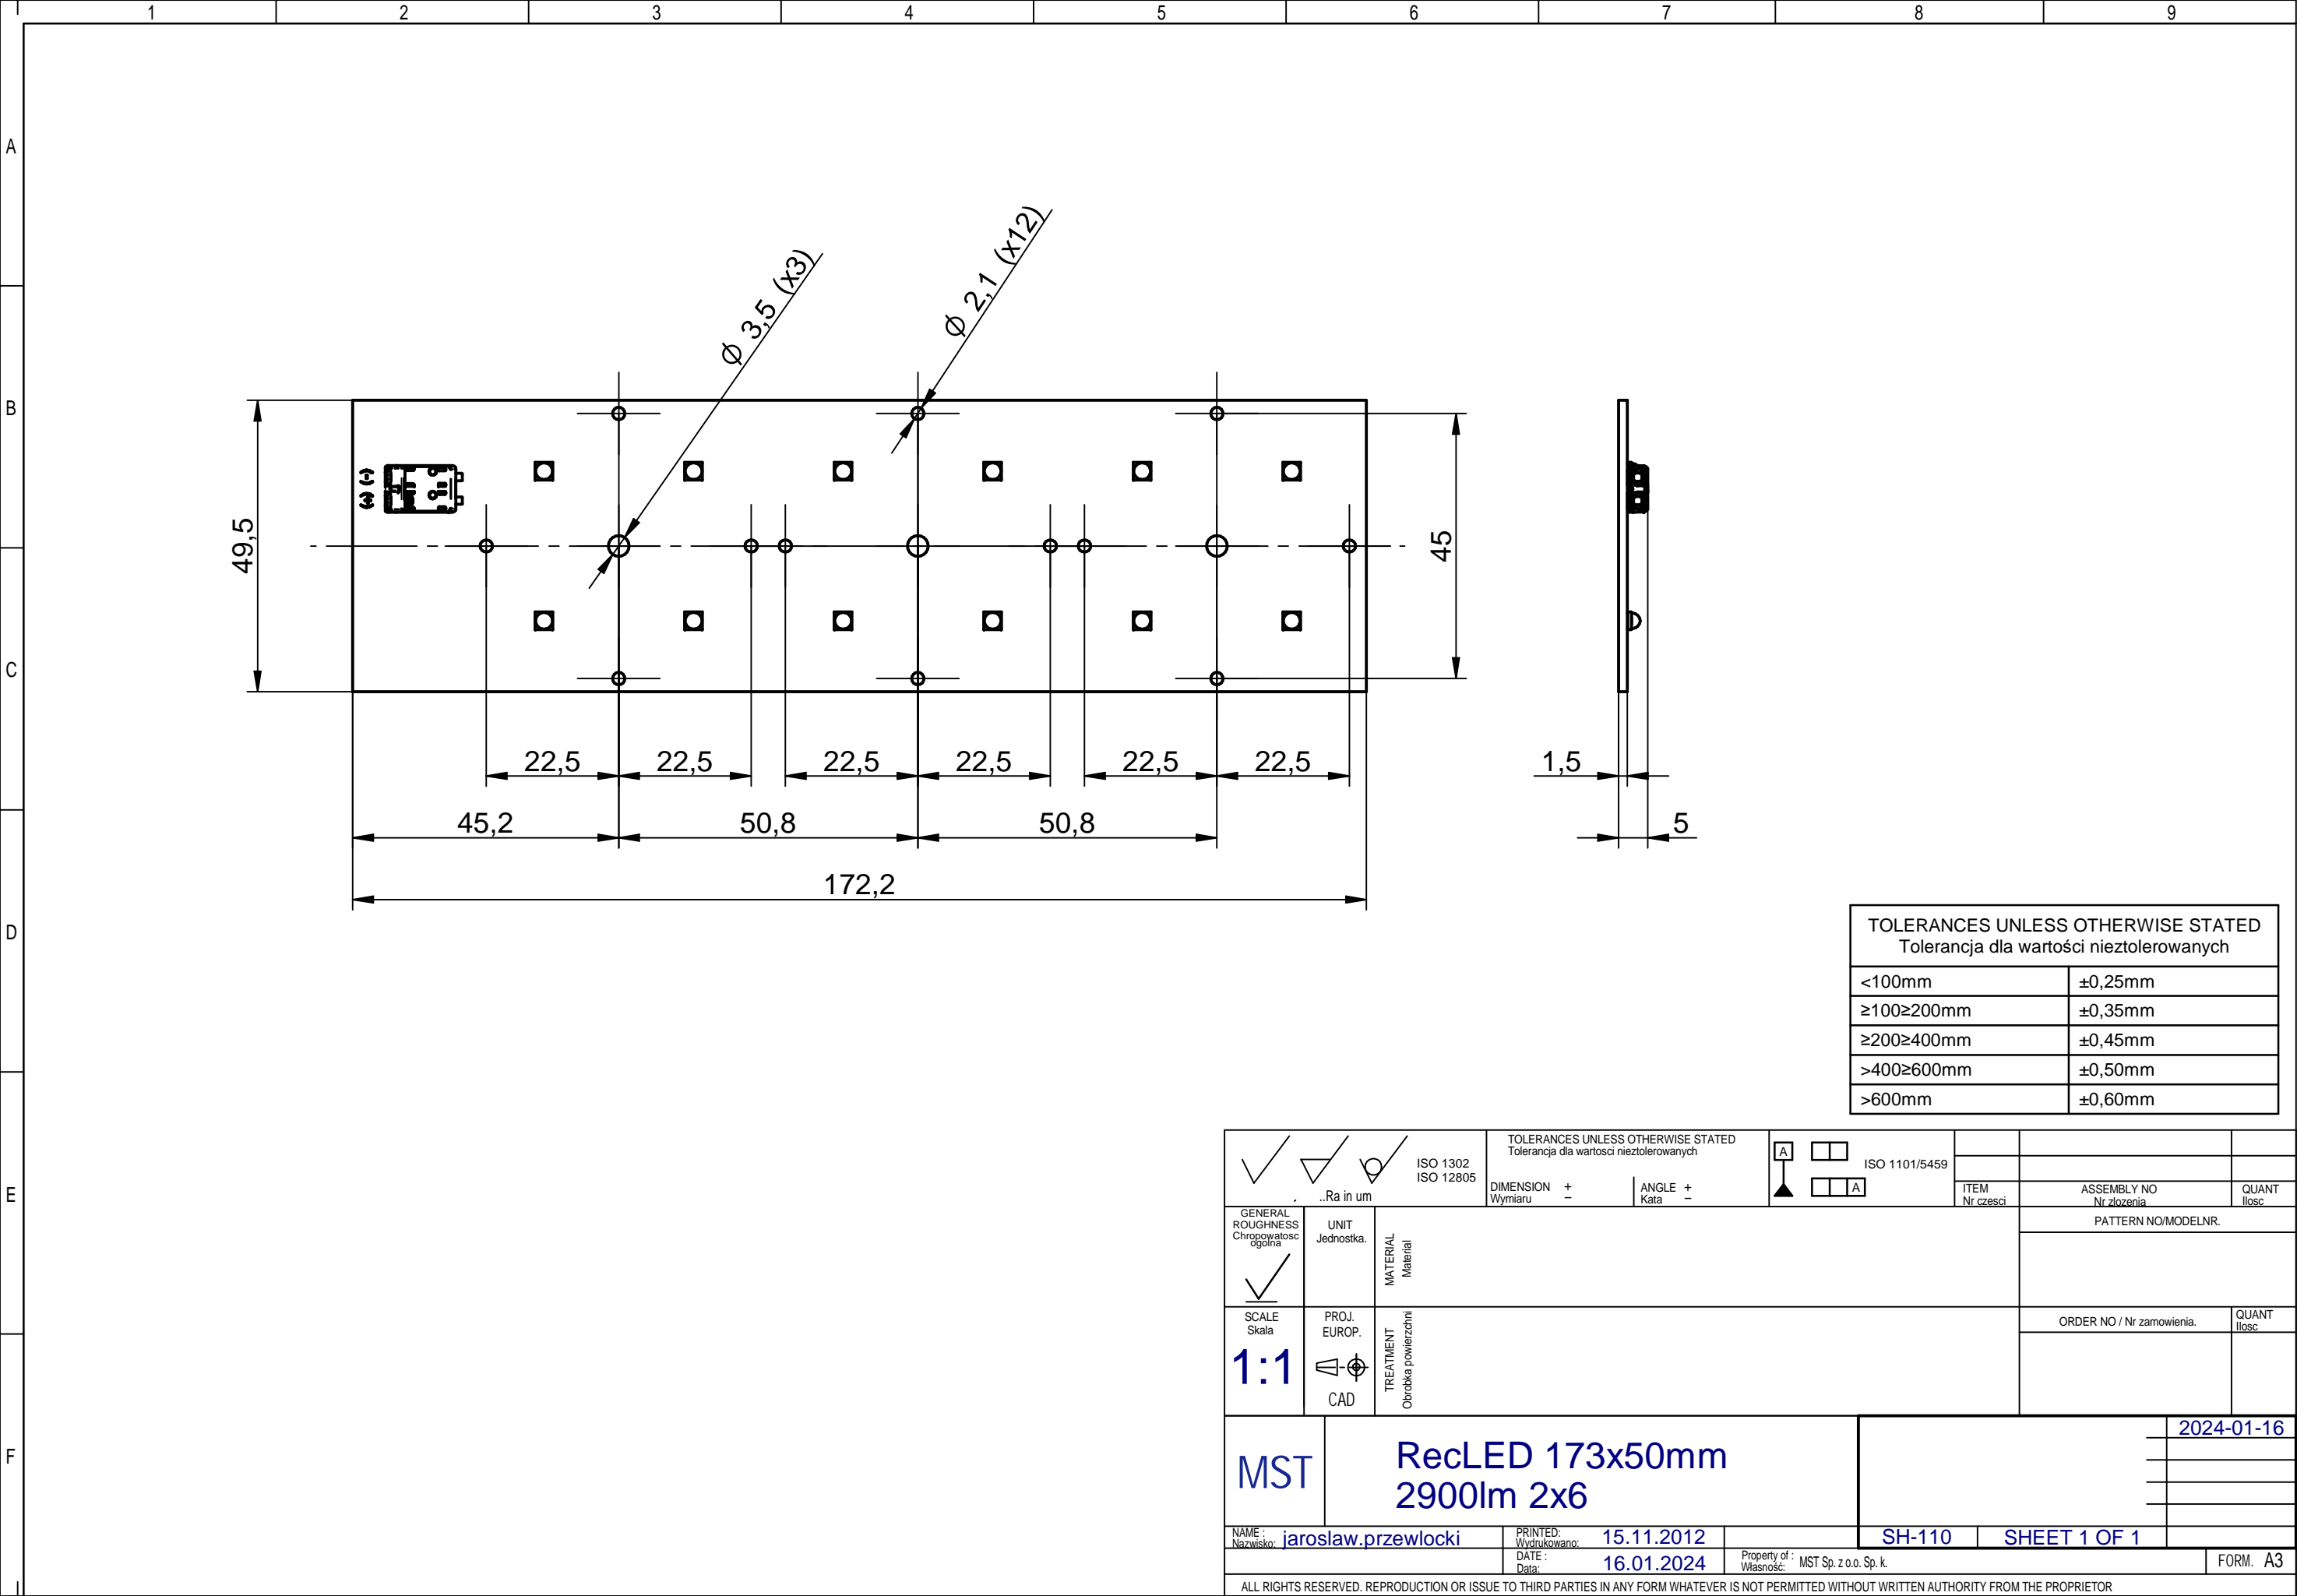 1 2 3 4 5 6 7 8 9
A
B
C
D
E
F
ϕ 3,5 (x3)
ϕ 2,1 (x12)
(+) (-)
49,5
45
22,5 22,5 22,5 22,5 22,5 22,5
45,2 50,8 50,8
172,2
1,5
5
TOLERANCES UNLESS OTHERWISE STATED
Tolerancja dla wartości nieztolerowanych
<100mm ±0,25mm
≥100≥200mm ±0,35mm
≥200≥400mm ±0,45mm
>400≥600mm ±0,50mm
>600mm ±0,60mm
..Ra in um
ISO 1302
ISO 12805
TOLERANCES UNLESS OTHERWISE STATED
Tolerancja dla wartosci nieztolerowanych
DIMENSION +
Wymiaru −
ANGLE +
Kata −
A
A
ISO 1101/5459
ITEM
Nr czesci
ASSEMBLY NO
Nr zlozenia
QUANT
Ilosc
GENERAL
ROUGHNESS
Chropowatosc
ogolna
UNIT
Jednostka.
MATERIAL
Material
PATTERN NO/MODELNR.
SCALE
Skala
1:1
PROJ.
EUROP.
CAD
TREATMENT
Obrobka powierzchni
ORDER NO / Nr zamowienia.
QUANT
Ilosc
MST
RecLED 173x50mm
2900lm 2x6
2024-01-16
NAME :
Nazwisko:
jaroslaw.przewlocki
PRINTED:
Wydrukowano:
15.11.2012
SH-110
SHEET 1 OF 1
DATE :
Data:
16.01.2024
Property of :
Własność:
MST Sp. z o.o. Sp. k.
FORM. A3
ALL RIGHTS RESERVED. REPRODUCTION OR ISSUE TO THIRD PARTIES IN ANY FORM WHATEVER IS NOT PERMITTED WITHOUT WRITTEN AUTHORITY FROM THE PROPRIETOR